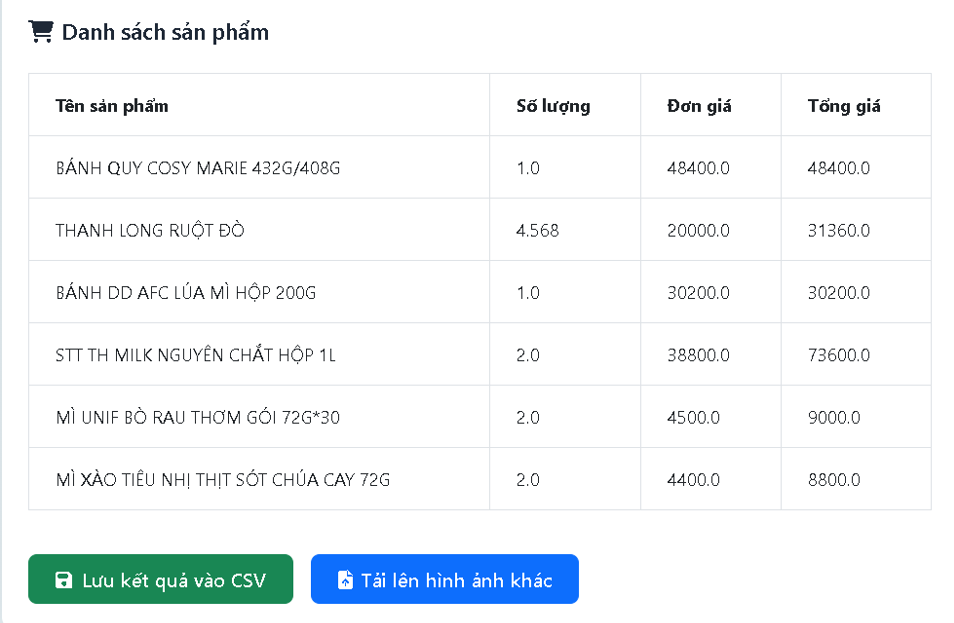 Danh sách sản phẩm
Tên sản phẩm Số lượng Đơn giá Tổng giá
BÁNH QUY COSY MARIE 432G/408G 1.0 48400.0 48400.0
THANH LONG RUỘT ĐÒ 4.568 20000.0 31360.0
BÁNH DD AFC LÚA MÌ HỘP 200G 1.0 30200.0 30200.0
STT TH MILK NGUYÊN CHẮT HỘP 1L 2.0 38800.0 73600.0
MÌ UNIF BÒ RAU THƠM GÓI 72G*30 2.0 4500.0 9000.0
MÌ XÀO TIÊU NHỊ THỊT SÓT CHÚA CAY 72G 2.0 4400.0 8800.0
Lưu kết quả vào CSV Tải lên hình ảnh khác